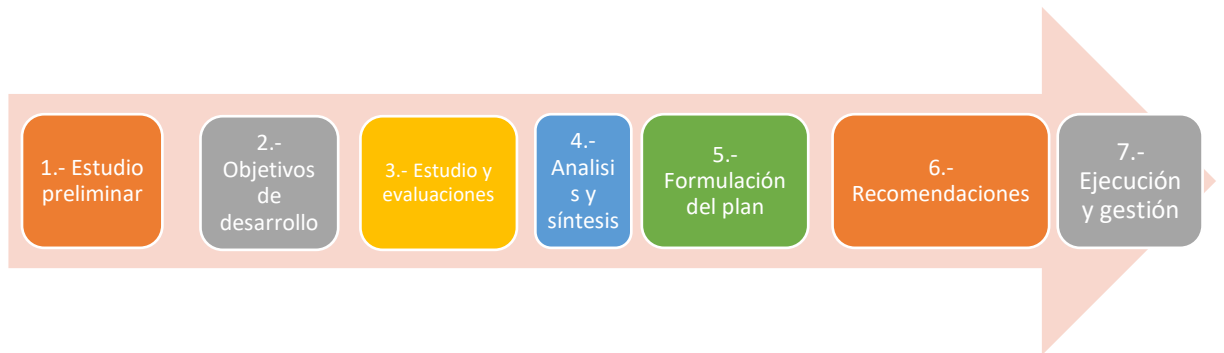 1.- Estudio
preliminar
2.-
Objetivos
de
desarrollo
3.- Estudio y
evaluaciones
4.-
Analisi
s y
síntesis
5.-
Formulación
del plan
6.-
Recomendaciones
7.-
Ejecución
y gestión